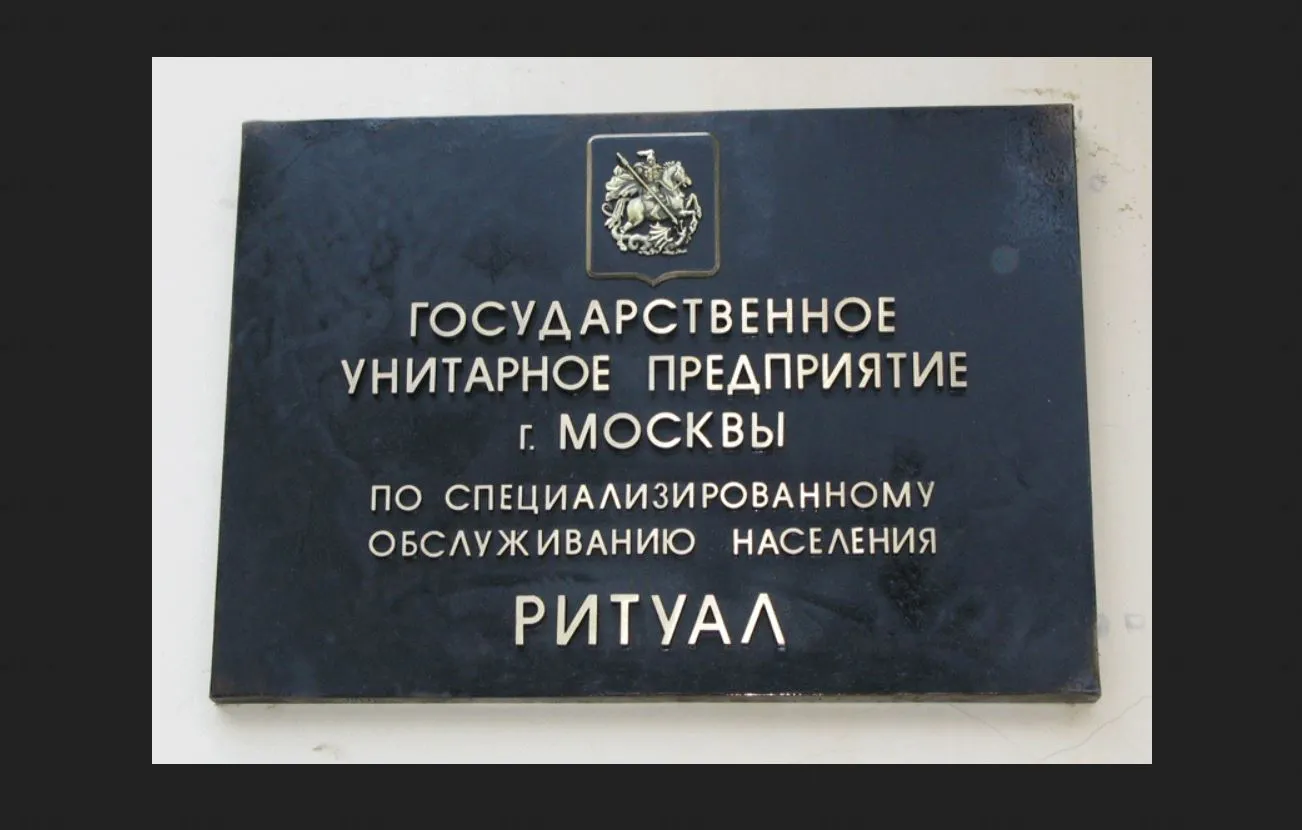 ГОСУДАРСТВЕННОЕ
УНИТАРНОЕ ПРЕДПРИЯТИЕ
г. МОСКВЫ
ПО СПЕЦИАЛИЗИРОВАННОМУ
ОБСЛУЖИВАНИЮ НАСЕЛЕНИЯ
РИТУАЛ